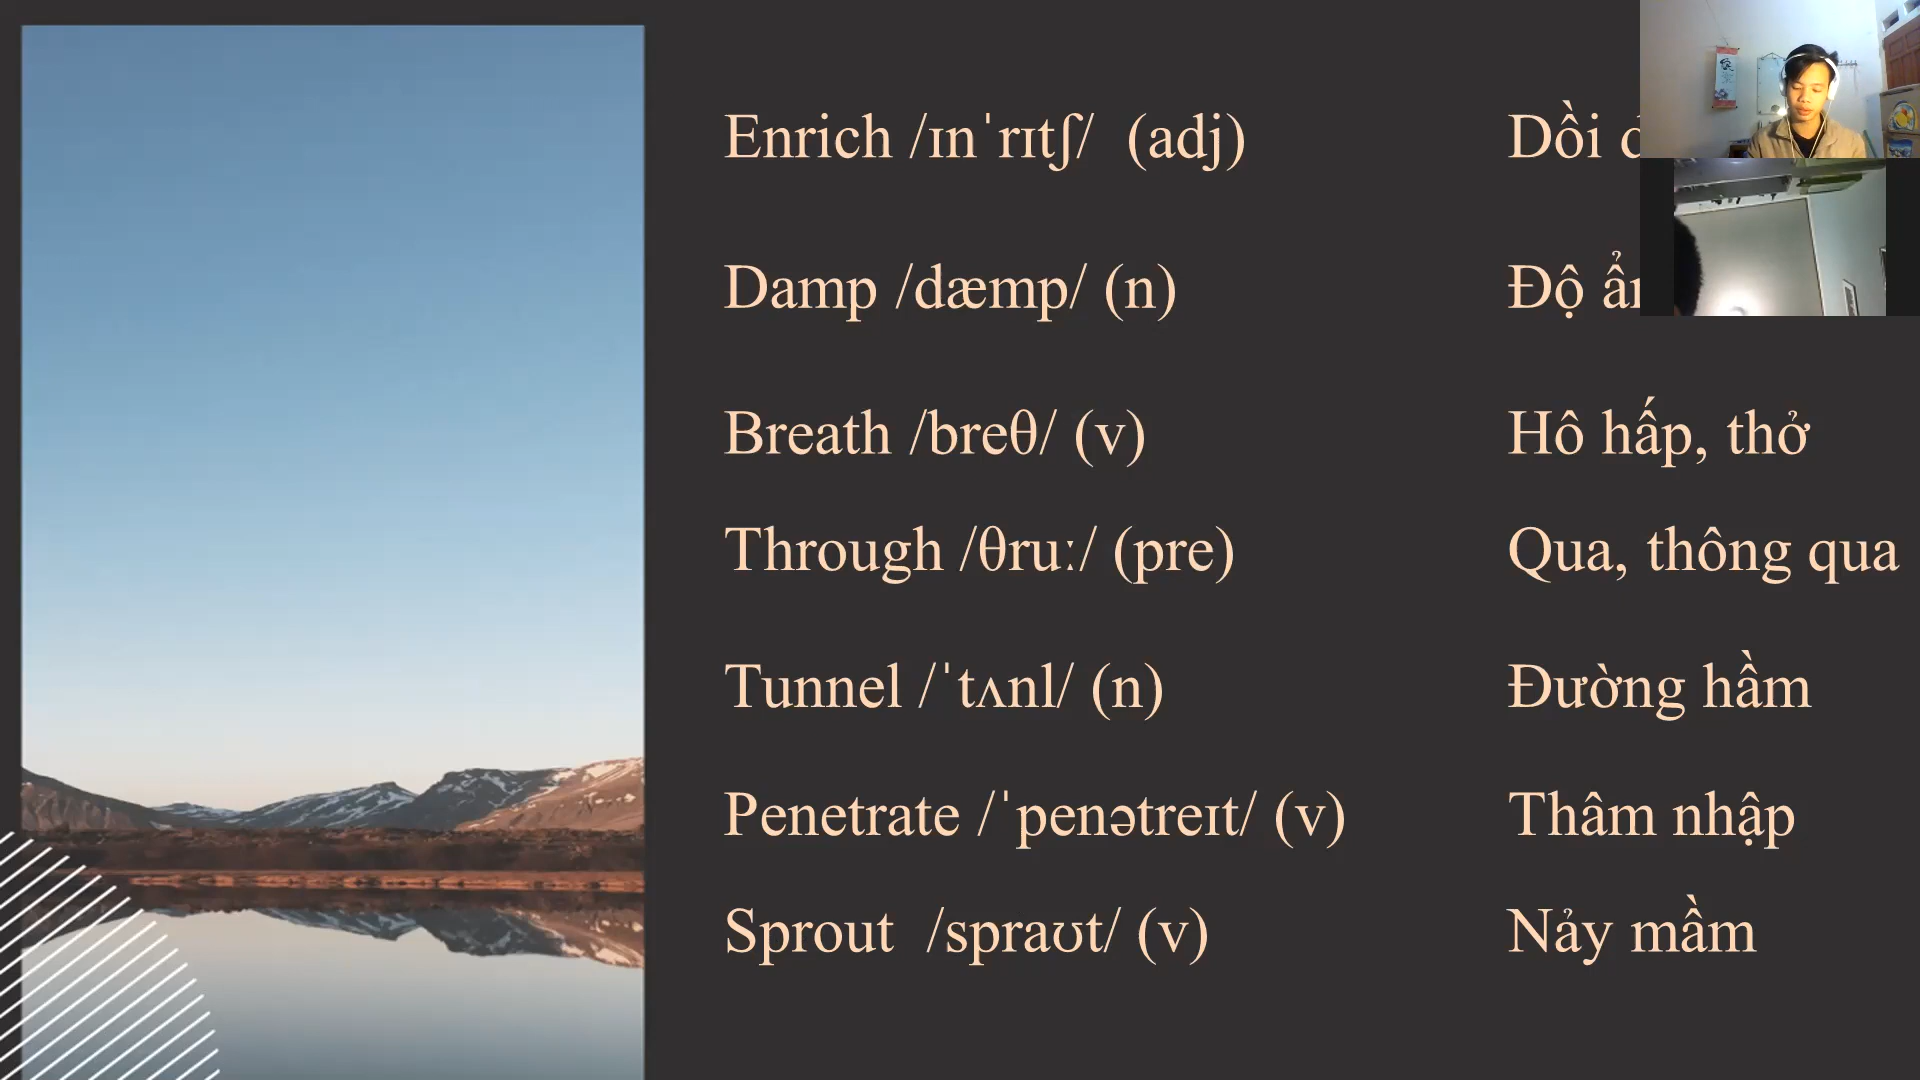 Enrich /ɪnˈrɪtʃ/ (adj) Dồi
Damp /dæmp/ (n) Độ
Breath /breθ/ (v) Hô hấp, thở
Through /θruː/ (pre) Qua, thông qua
Tunnel /ˈtʌnl/ (n) Đường hầm
Penetrate /ˈpenətreɪt/ (v) Thâm nhập
Sprout /spraʊt/ (v) Nảy mầm